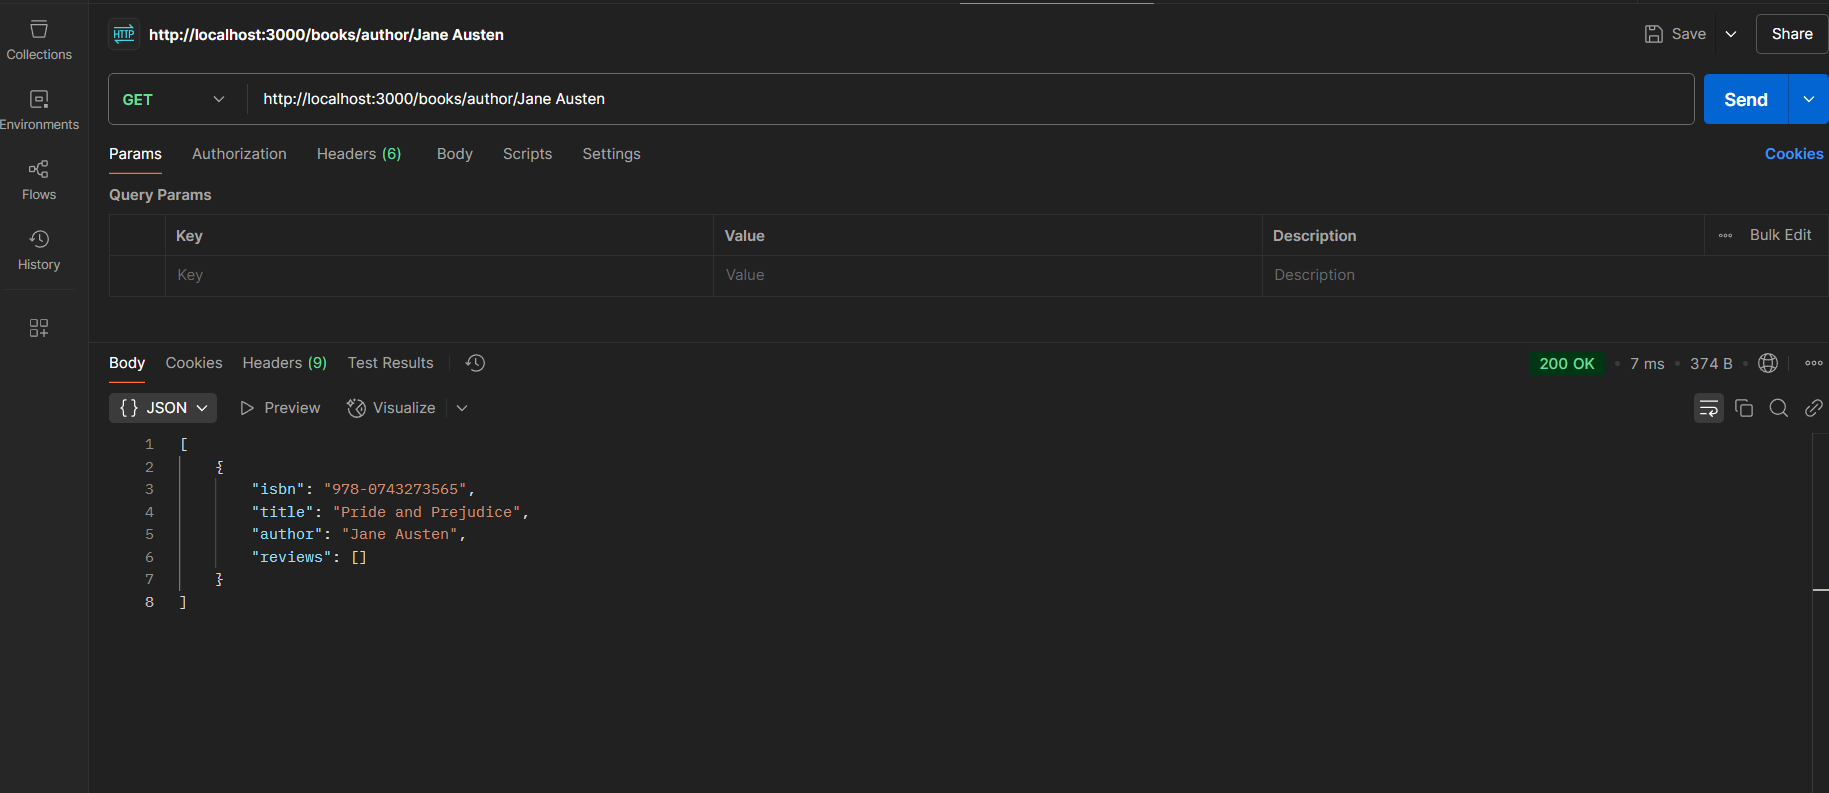 Collections
Environments
Flows
History
HTTP
http://localhost:3000/books/author/Jane Austen
Save
Share
GET
http://localhost:3000/books/author/Jane Austen
Send
Params Authorization Headers (6) Body Scripts Settings
Cookies
Query Params
Key Value Description Bulk Edit
Key Value Description
Body Cookies Headers (9) Test Results
200 OK • 7 ms • 374 B •
{} JSON Preview Visualize
1 [
2 {
3 "isbn": "978-0743273565",
4 "title": "Pride and Prejudice",
5 "author": "Jane Austen",
6 "reviews": []
7 }
8 ]